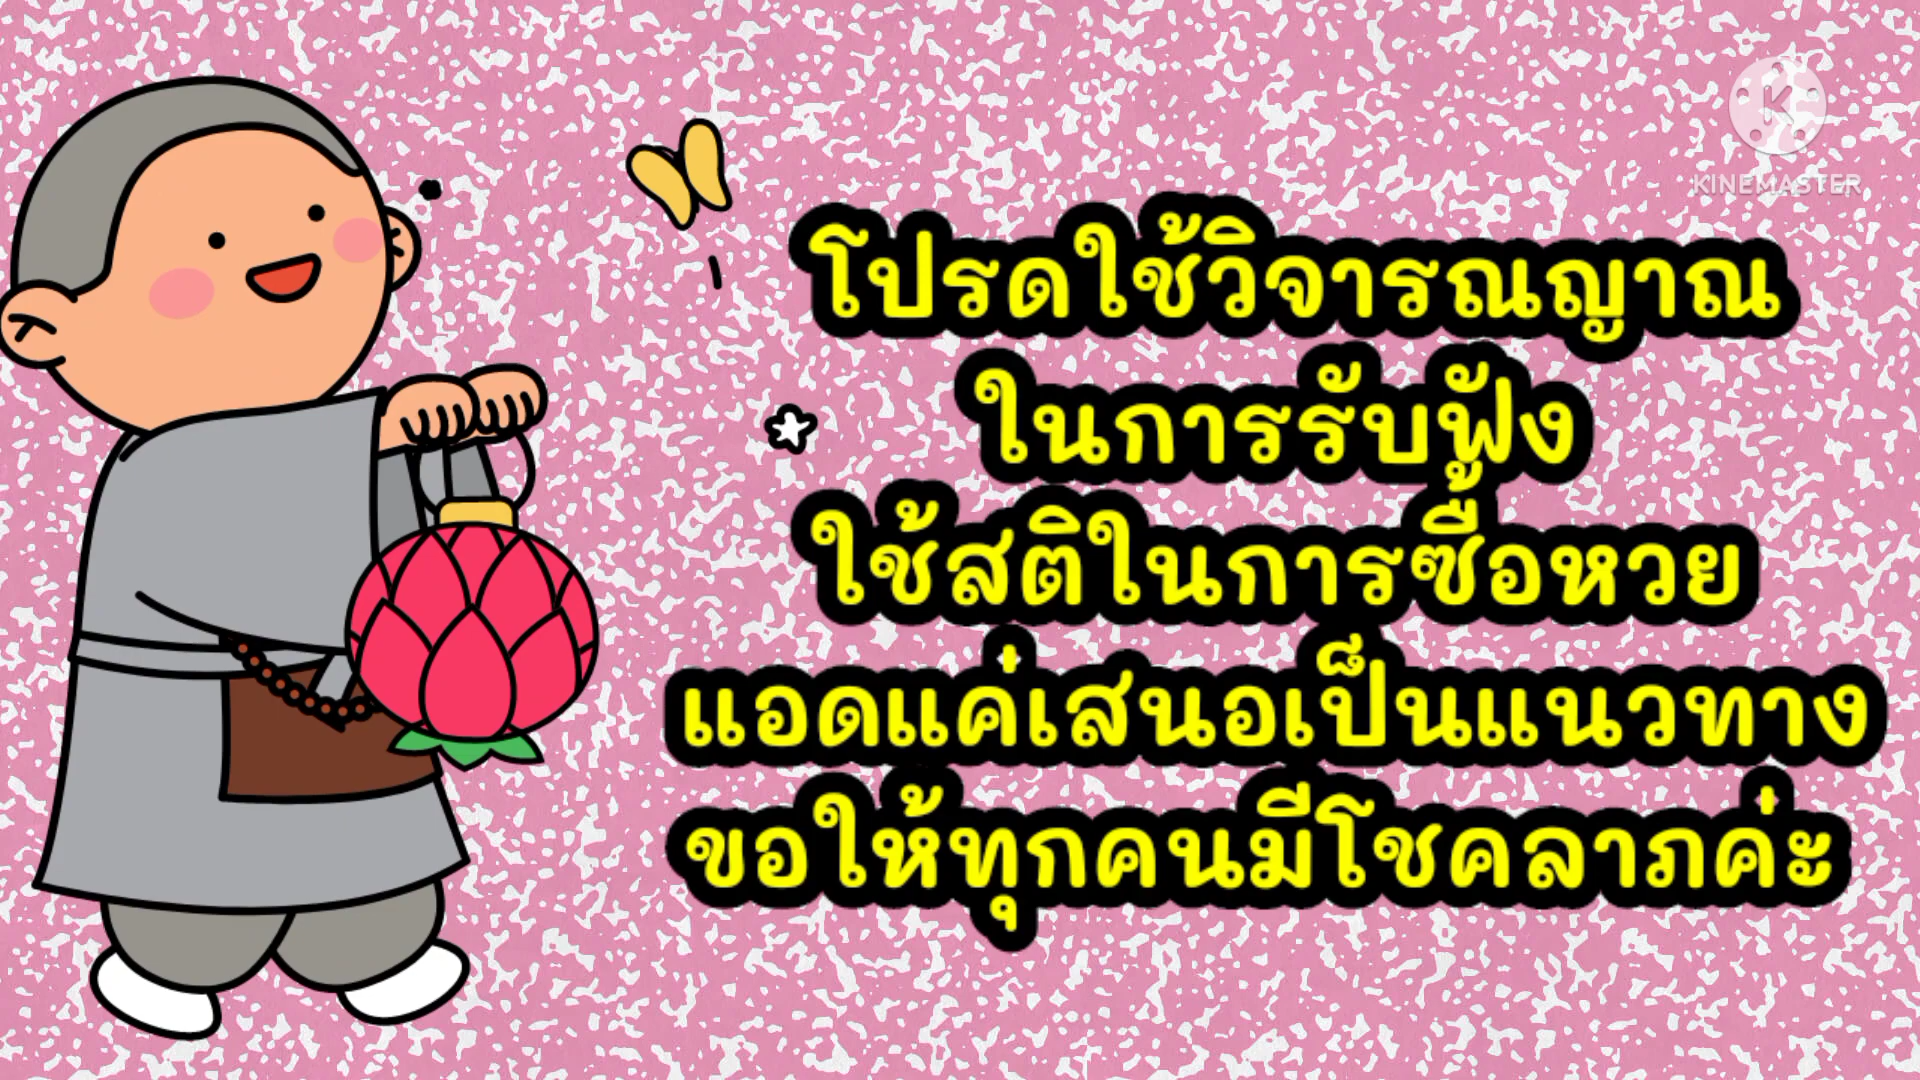 KINEMASTER
โปรดใช้วิจารณญาณ
ในการรับฟัง
ใช้สติในการซื้อหวย
แอดแค่เสนอเป็นแนวทาง
ขอให้ทุกคนมีโชคลาภค่ะ